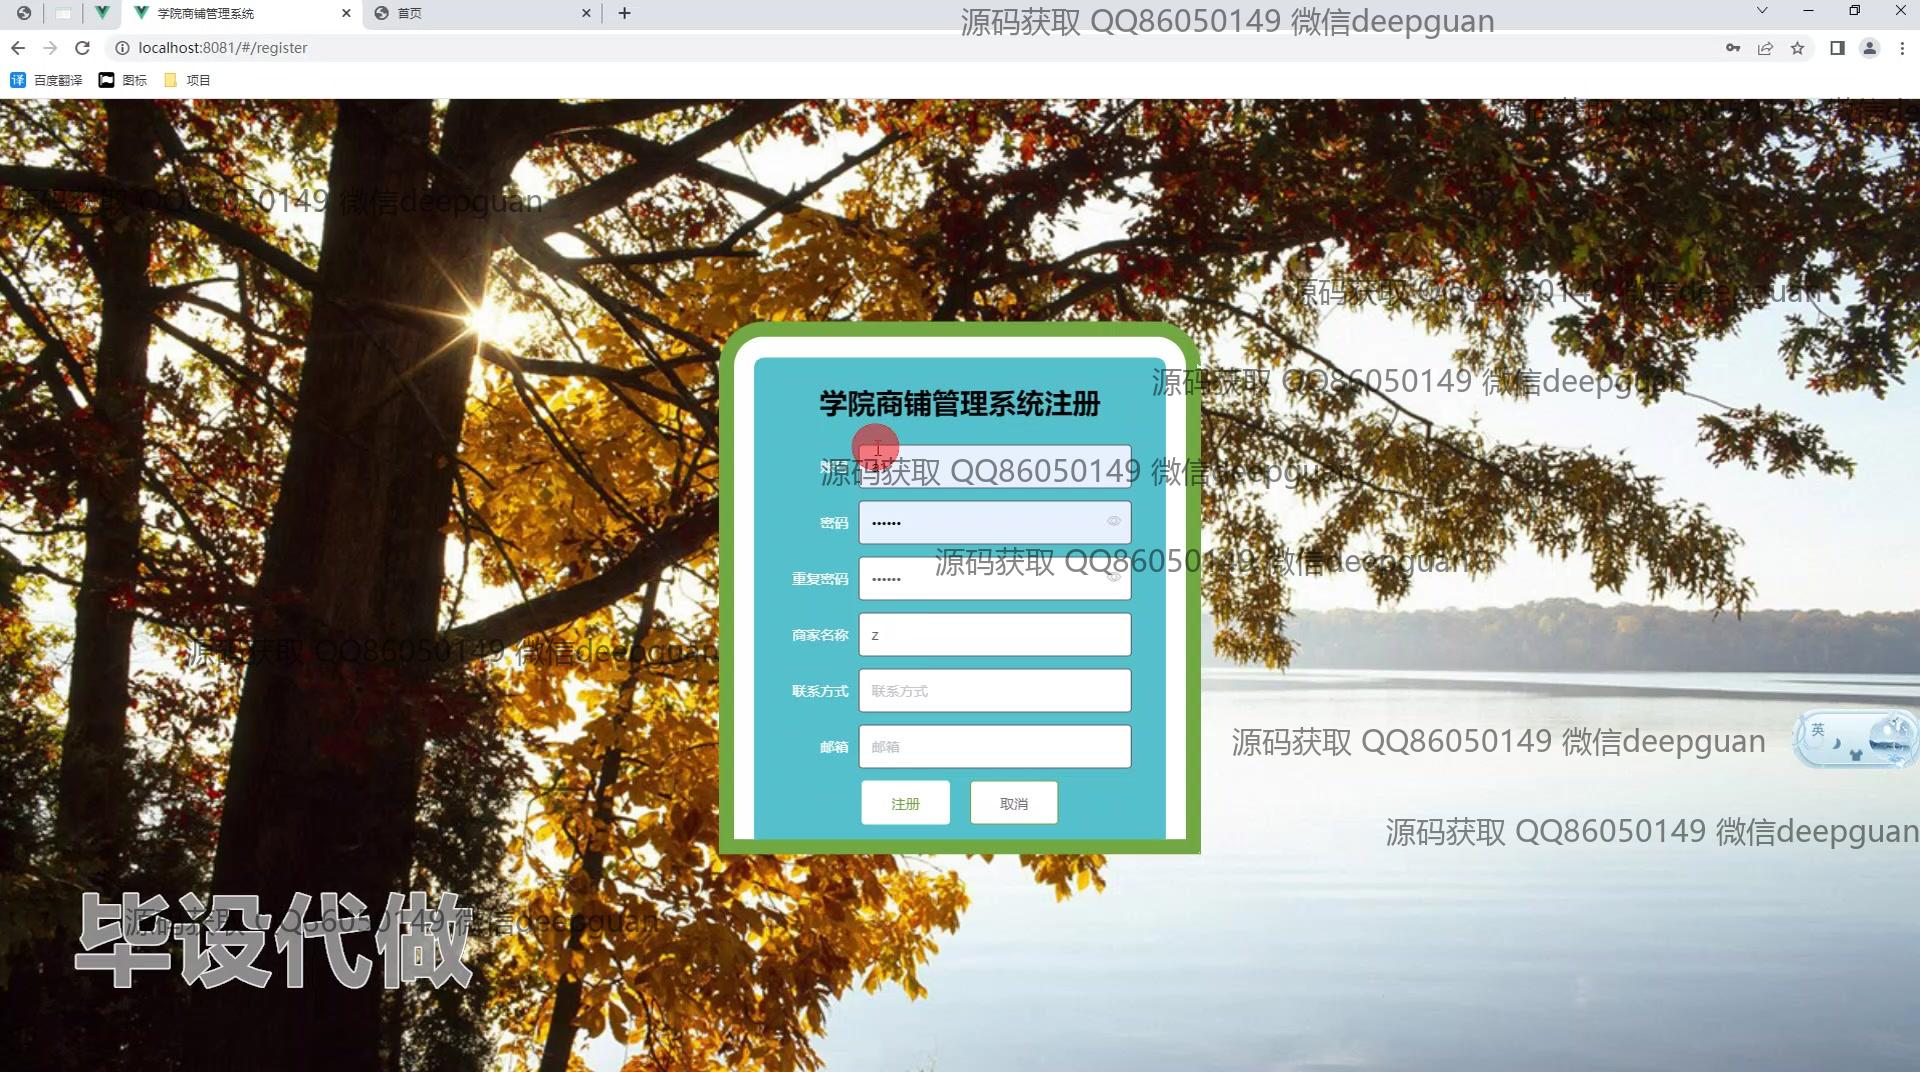 学院商铺管理系统
首页
localhost:8081/#/register
百度翻译
图标
项目
源码获取 QQ86050149 微信deepguan
源码获取 QQ86050149 微信deepguan
源码获取 QQ86050149 微信deepguan
源码获取 QQ86050149 微信deepguan
学院商铺管理系统注册
源码获取 QQ86050149 微信deepguan
密码
源码获取 QQ86050149 微信deepguan
重复密码
商家名称 z
源码获取 QQ86050149 微信deepguan
联系方式 联系方式
邮箱 邮箱
源码获取 QQ86050149 微信deepguan
英
注册 取消
源码获取 QQ86050149 微信deepguan
源码获取 QQ86050149 微信deepguan
毕设代做